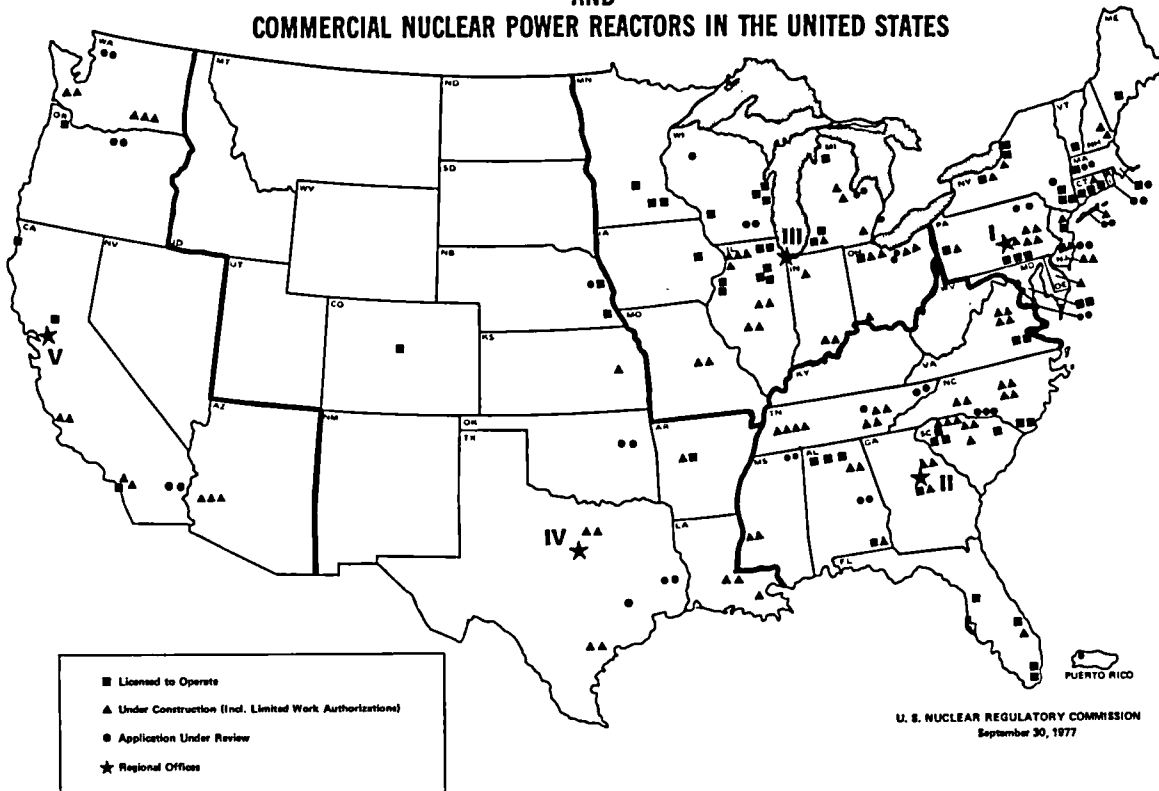 AND
COMMERCIAL NUCLEAR POWER REACTORS IN THE UNITED STATES
WA
MT
ND
MN
ME
OR
ID
WY
SD
WI
MI
NY
VT
NH
MA
CT
CA
NV
UT
CO
NB
KS
IA
MO
IL
IN
OH
PA
MD
DE
VA
KY
NC
TN
SC
AZ
NM
OK
TX
AR
LA
MS
AL
GA
FL
I
II
III
IV
V
PUERTO RICO
■ Licensed to Operate
▲ Under Construction (Incl. Limited Work Authorizations)
● Application Under Review
★ Regional Offices
U. S. NUCLEAR REGULATORY COMMISSION
September 30, 1977